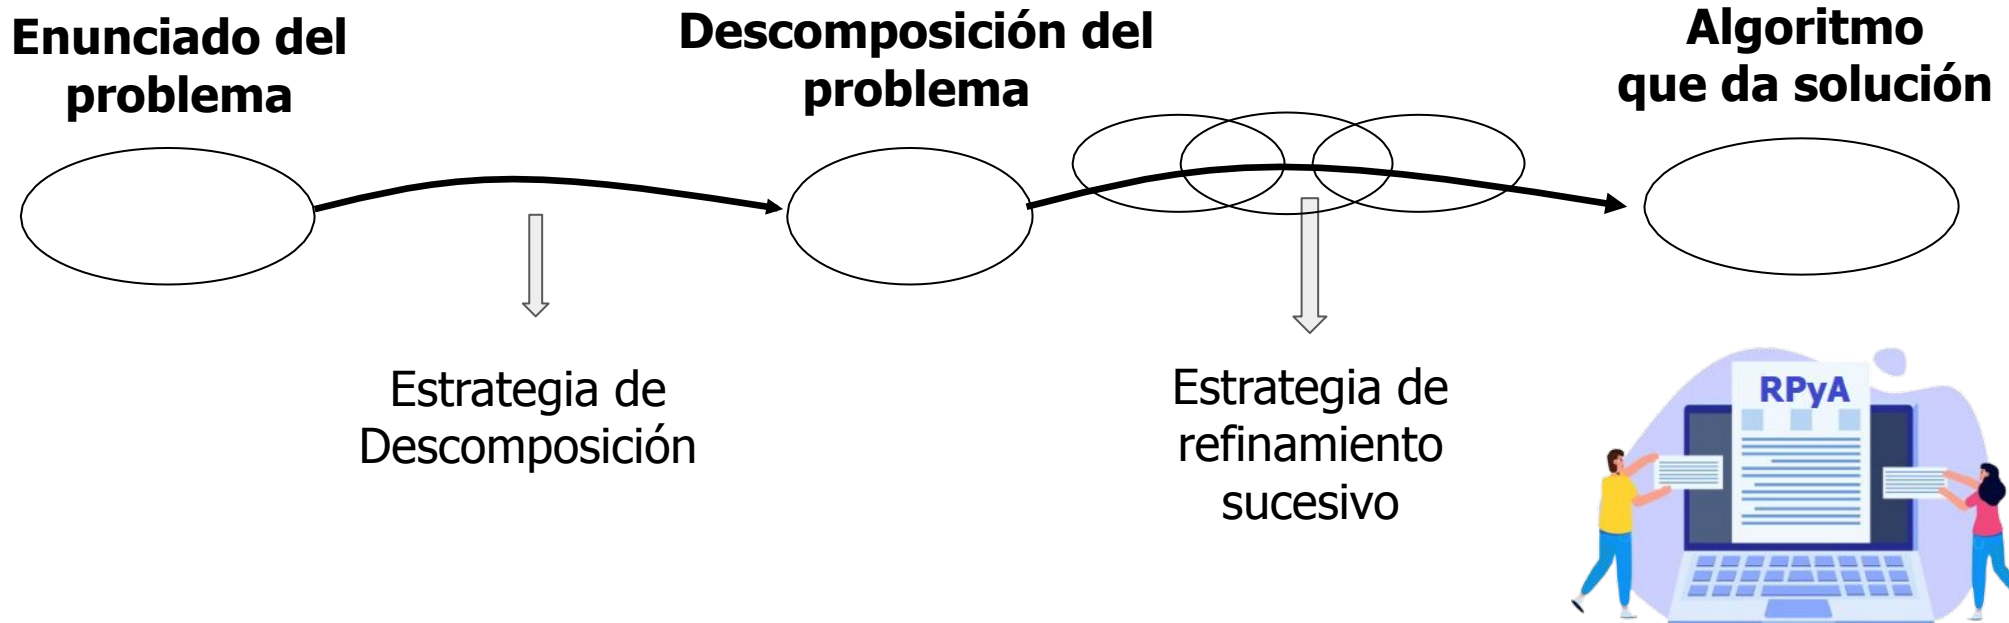 Enunciado del
problema
Descomposición del
problema
Algoritmo
que da solución
Estrategia de
Descomposición
Estrategia de
refinamiento
sucesivo
RPyA